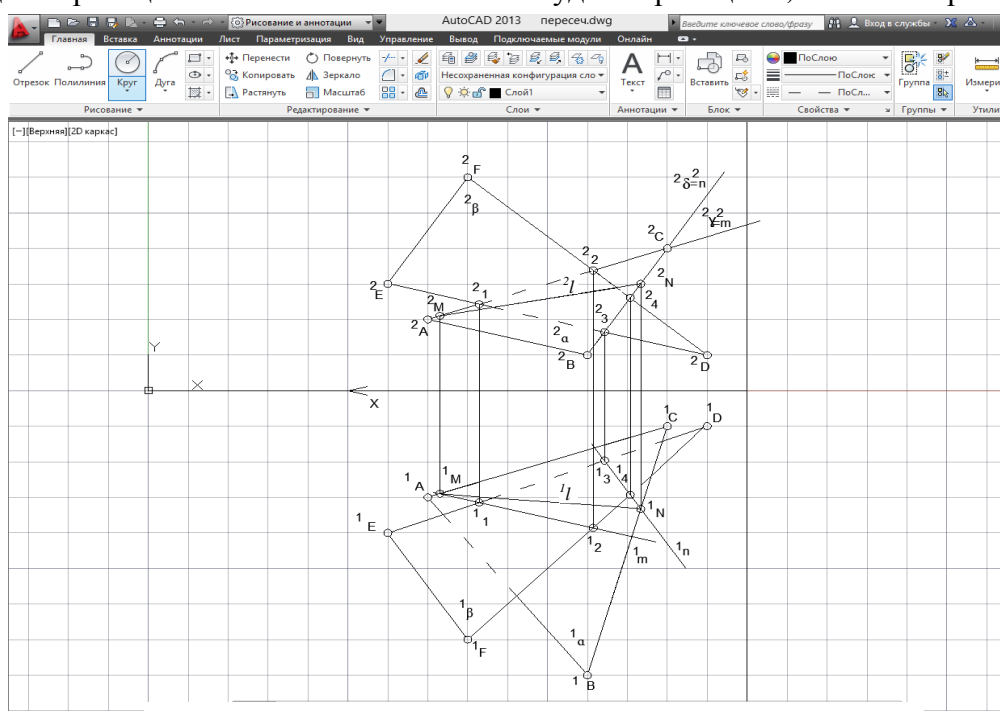 AutoCAD 2013 пересеч.dwg
Рисование и аннотации
Введите ключевое слово/фразу
Вход в службы
Главная Вставка Аннотации Лист Параметризация Вид Управление Вывод Подключаемые модули Онлайн
Отрезок Полилиния Круг Дуга
Перенести Повернуть
Копировать Зеркало
Растянуть Масштаб
Несохраненная конфигурация сло
Слой1
Текст
Вставить
ПоСлою
ПоСлою
ПоСл...
Группа
Измери
Рисование Редактирование Слои Аннотации Блок Свойства Группы Утили
[−][Верхняя][2D каркас]
2F
2β
2δ=2n
2γ=2m
2C
22
2N
2E
21
2l
2M
24
2A
23
2α
2B
2D
Y
X
X
1C
1D
1M
1A
13
14
1l
11
1N
1E
12
1m
1n
1β
1F
1α
1B